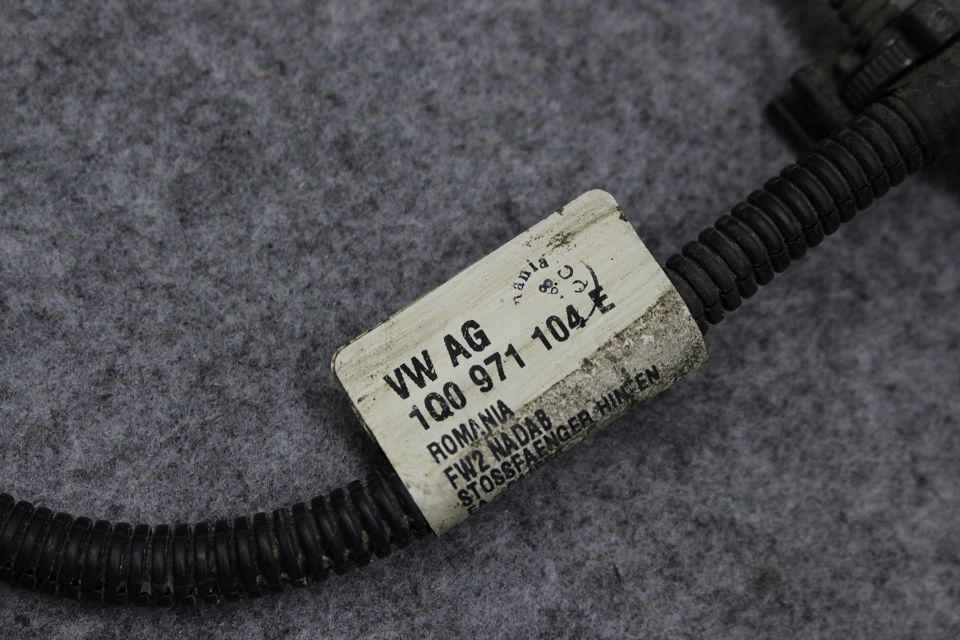 VW AG
1Q0 971 104 E
ROMANIA
FW2 NADAB
STOSSFAENGER HINTEN